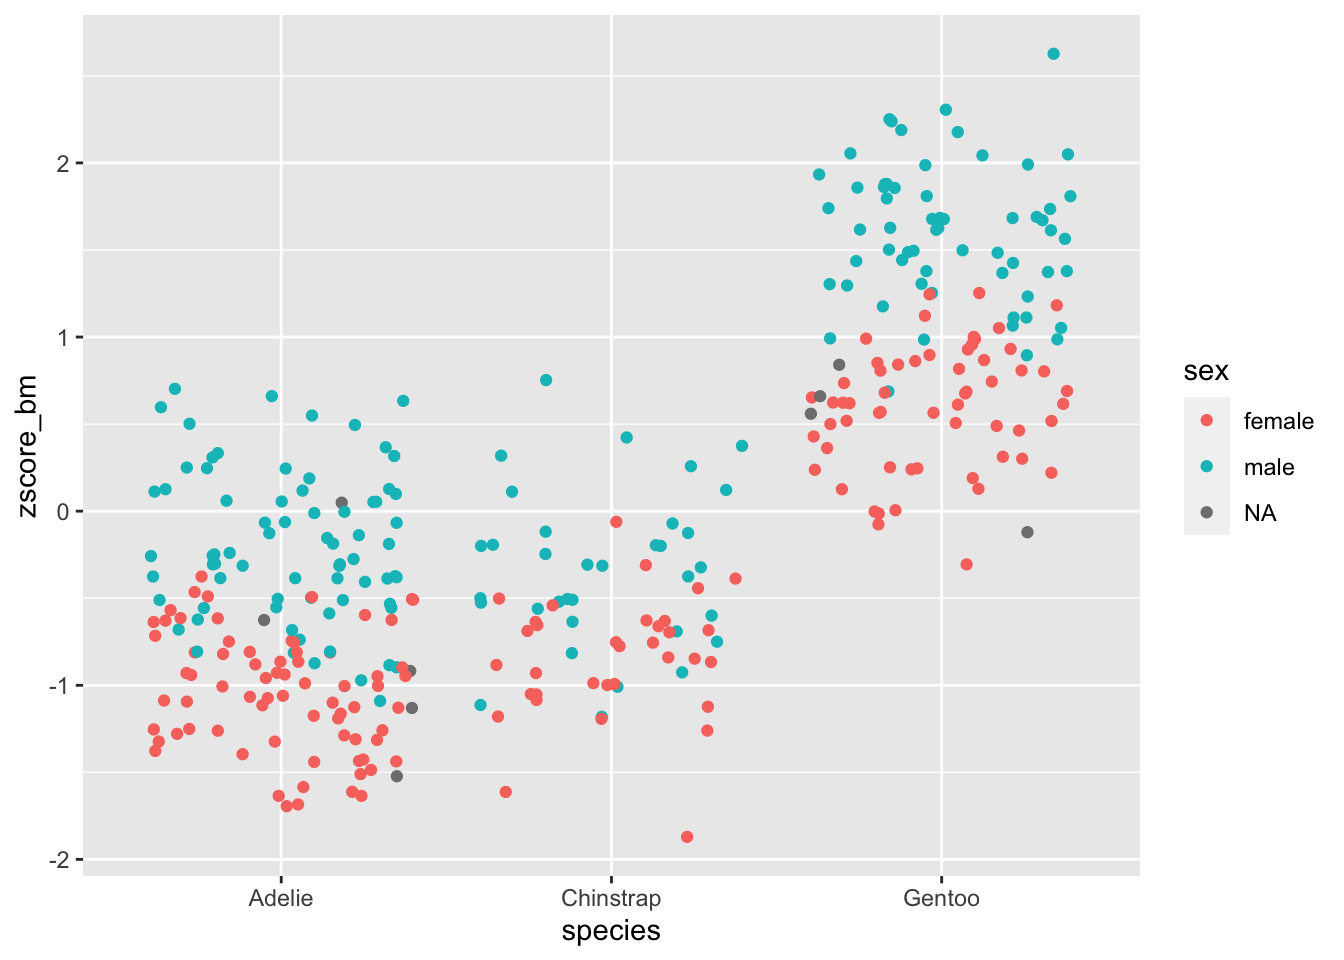 zscore_bm
2
1
0
-1
-2
Adelie
Chinstrap
Gentoo
species
sex
female
male
NA